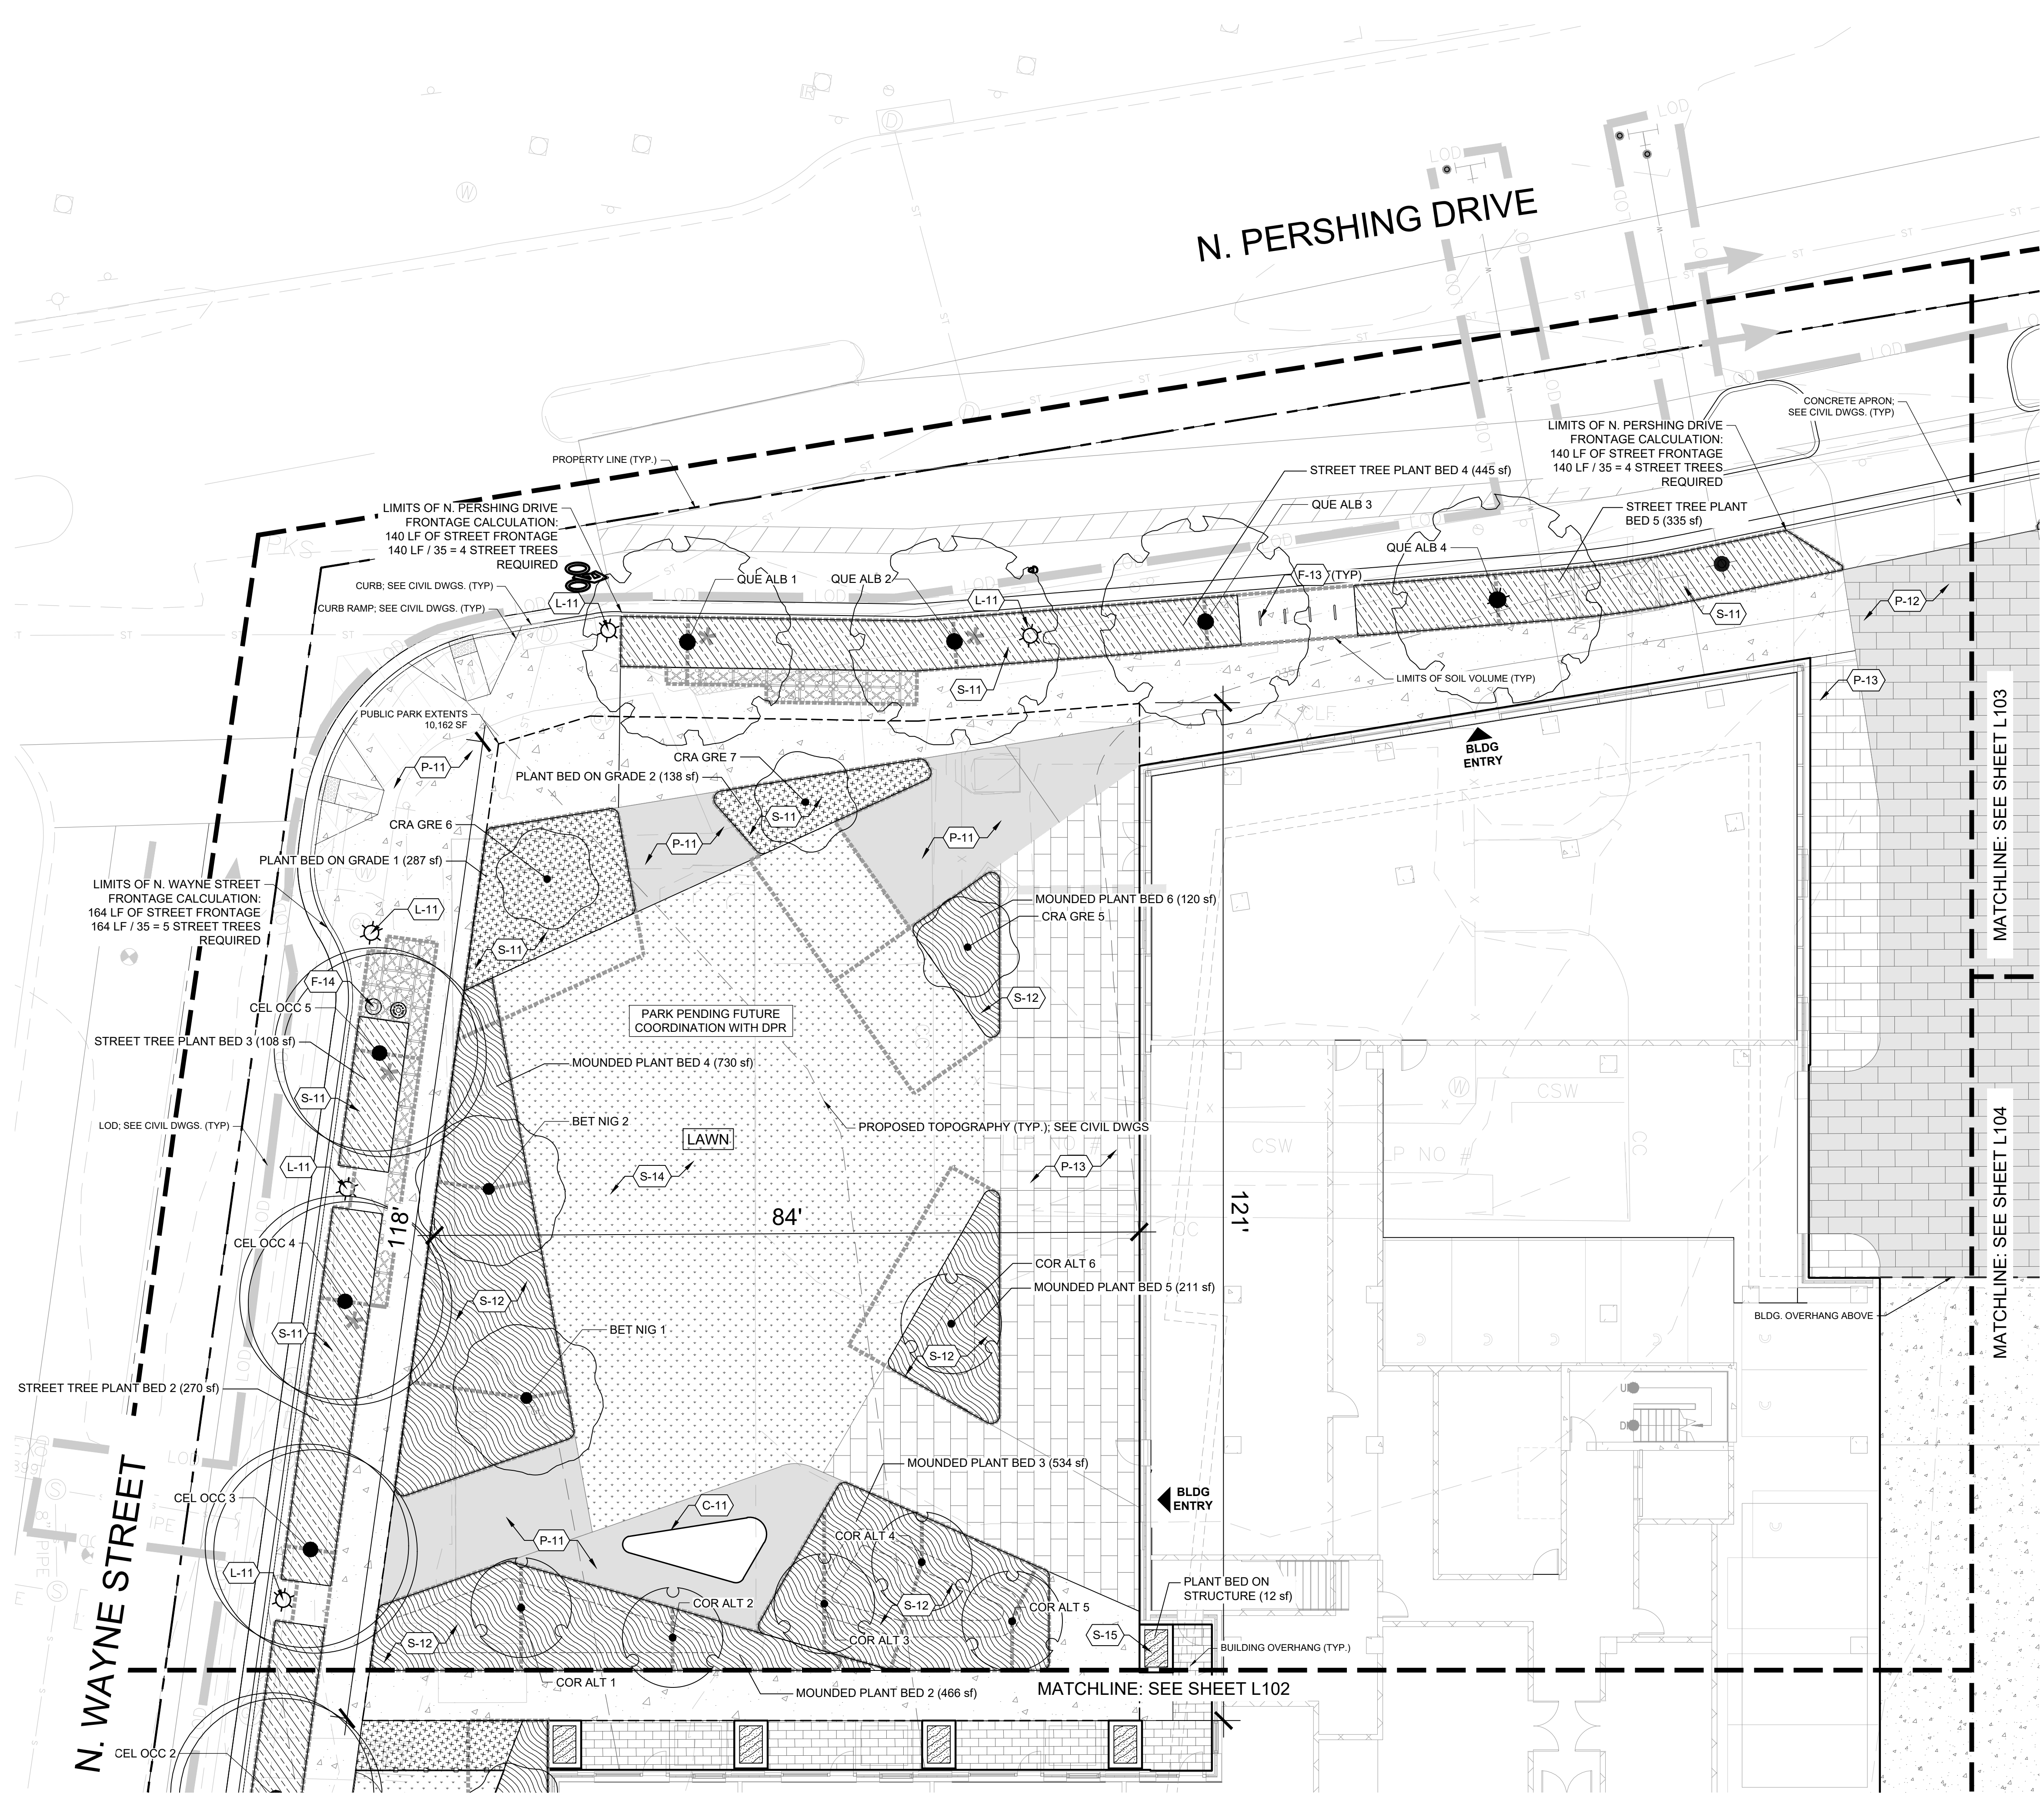 N. PERSHING DRIVE
LOD
LOD
CONCRETE APRON;
SEE CIVIL DWGS. (TYP)
LIMITS OF N. PERSHING DRIVE
FRONTAGE CALCULATION:
140 LF OF STREET FRONTAGE
140 LF / 35 = 4 STREET TREES
REQUIRED
PROPERTY LINE (TYP.)
STREET TREE PLANT BED 4 (445 sf)
QUE ALB 3
STREET TREE PLANT
BED 5 (335 sf)
LIMITS OF N. PERSHING DRIVE
FRONTAGE CALCULATION:
140 LF OF STREET FRONTAGE
140 LF / 35 = 4 STREET TREES
REQUIRED
PKS
QUE ALB 4
F-13 (TYP)
CURB; SEE CIVIL DWGS. (TYP)
QUE ALB 1
QUE ALB 2
L-11
L-11
CURB RAMP; SEE CIVIL DWGS. (TYP)
P-12
S-11
S-11
LIMITS OF SOIL VOLUME (TYP)
P-13
PUBLIC PARK EXTENTS
10,162 SF
P-11
CLF
BLDG
ENTRY
MATCHLINE: SEE SHEET L103
CRA GRE 7
PLANT BED ON GRADE 2 (138 sf)
S-11
CRA GRE 6
P-11
P-11
PLANT BED ON GRADE 1 (287 sf)
LIMITS OF N. WAYNE STREET
FRONTAGE CALCULATION:
164 LF OF STREET FRONTAGE
164 LF / 35 = 5 STREET TREES
REQUIRED
L-11
MOUNDED PLANT BED 6 (120 sf)
CRA GRE 5
S-11
F-14
S-12
CEL OCC 5
PARK PENDING FUTURE
COORDINATION WITH DPR
STREET TREE PLANT BED 3 (108 sf)
MOUNDED PLANT BED 4 (730 sf)
S-11
CSW
BET NIG 2
LOD; SEE CIVIL DWGS. (TYP)
PROPOSED TOPOGRAPHY (TYP.); SEE CIVIL DWGS
LAWN
CSW
LP NO #
LP NO #
L-11
S-14
P-13
MATCHLINE: SEE SHEET L104
118'
84'
121'
CEL OCC 4
COR ALT 6
MOUNDED PLANT BED 5 (211 sf)
S-12
BLDG. OVERHANG ABOVE
S-11
BET NIG 1
S-12
STREET TREE PLANT BED 2 (270 sf)
N. WAYNE STREET
MOUNDED PLANT BED 3 (534 sf)
CEL OCC 3
C-11
BLDG
ENTRY
P-11
COR ALT 4
L-11
PLANT BED ON
STRUCTURE (12 sf)
COR ALT 2
S-12
COR ALT 5
S-12
COR ALT 3
S-15
BUILDING OVERHANG (TYP.)
COR ALT 1
MOUNDED PLANT BED 2 (466 sf)
MATCHLINE: SEE SHEET L102
CEL OCC 2